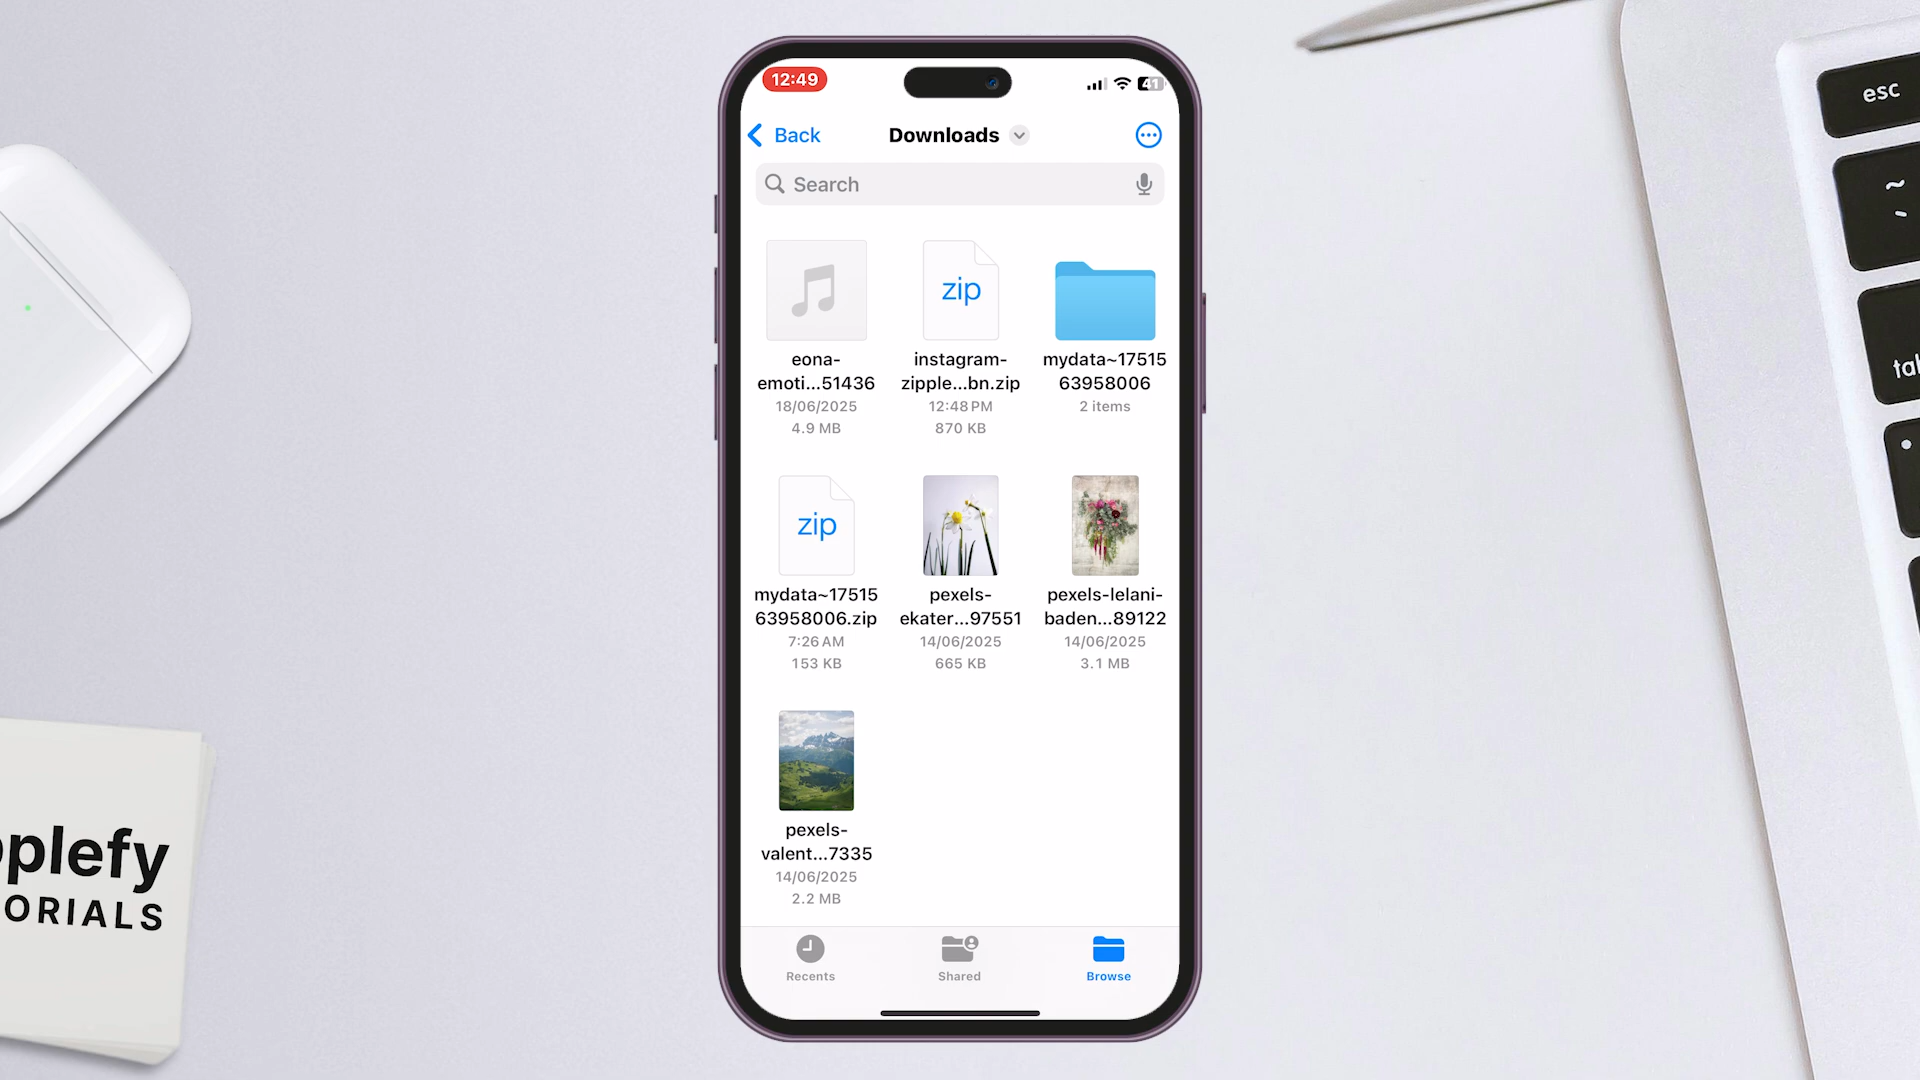 12:49
41
Back
Downloads
Search
zip
eona-
emoti...51436
18/06/2025
4.9 MB
instagram-
zipple...bn.zip
12:48 PM
870 KB
mydata~17515
63958006
2 items
zip
mydata~17515
63958006.zip
7:26 AM
153 KB
pexels-
ekater...97551
14/06/2025
665 KB
pexels-lelani-
baden...89122
14/06/2025
3.1 MB
pexels-
valent...7335
14/06/2025
2.2 MB
Recents
Shared
Browse
esc
~
tab
plefy
ORIALS